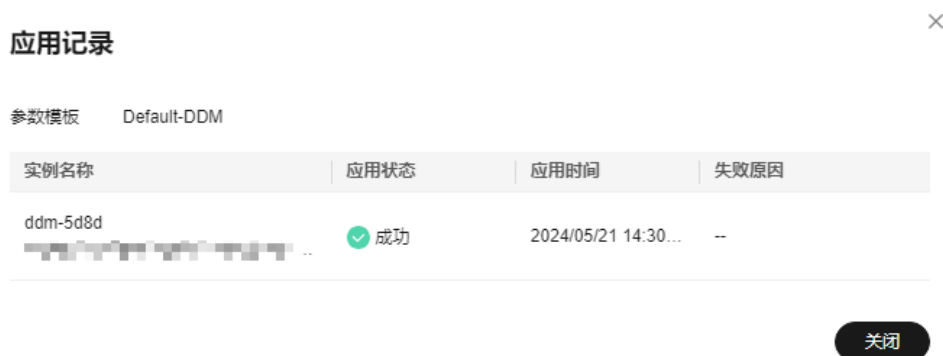 应用记录
参数模板 Default-DDM
实例名称 应用状态 应用时间 失败原因
ddm-5d8d
成功 2024/05/21 14:30... --
关闭